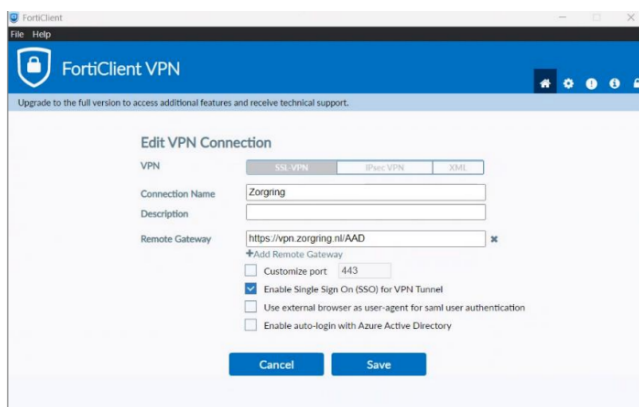 FortiClient
File Help
FortiClient VPN
Upgrade to the full version to access additional features and receive technical support.
Edit VPN Connection
VPN SSL-VPN IPsec VPN XML
Connection Name Zorgring
Description
Remote Gateway https://vpn.zorgring.nl/AAD
+Add Remote Gateway
Customize port 443
Enable Single Sign On (SSO) for VPN Tunnel
Use external browser as user-agent for saml user authentication
Enable auto-login with Azure Active Directory
Cancel Save